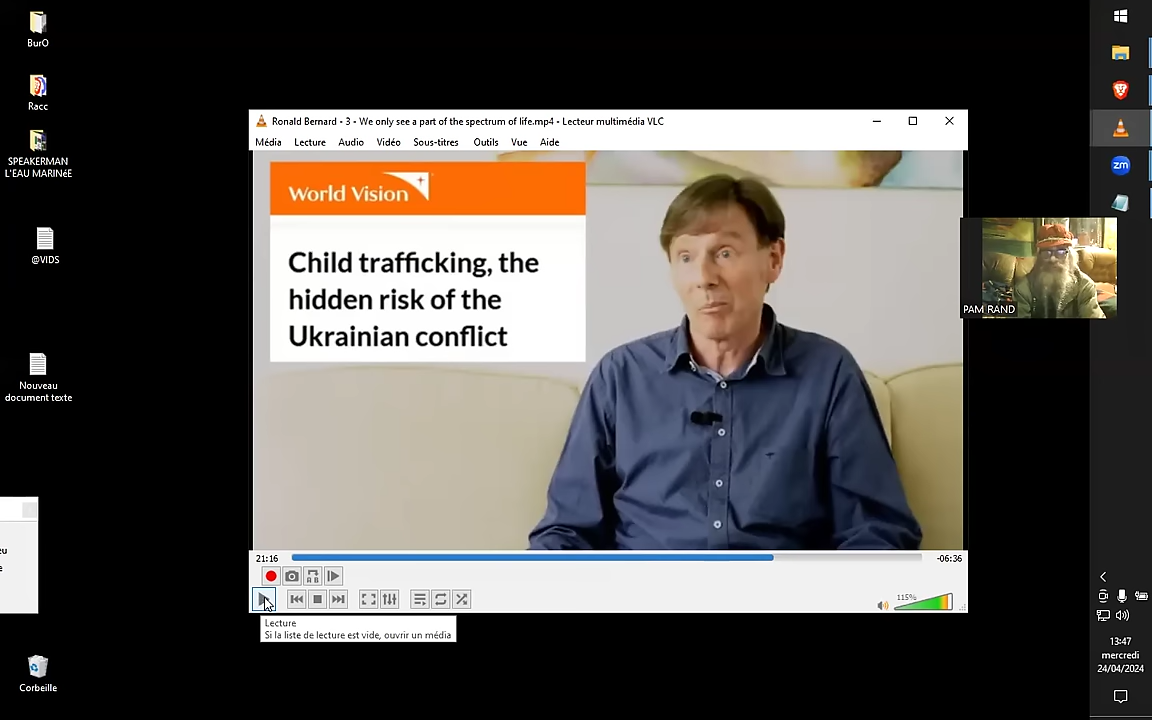 BurO
Racc
SPEAKERMAN
L'EAU MARINéE
@VIDS
Nouveau
document texte
Corbeille
Ronald Bernard - 3 - We only see a part of the spectrum of life.mp4 - Lecteur multimédia VLC
Média Lecture Audio Vidéo Sous-titres Outils Vue Aide
World Vision
Child trafficking, the
hidden risk of the
Ukrainian conflict
21:16
-06:36
115%
Lecture
Si la liste de lecture est vide, ouvrir un média
zm
PAM RAND
13:47
mercredi
24/04/2024